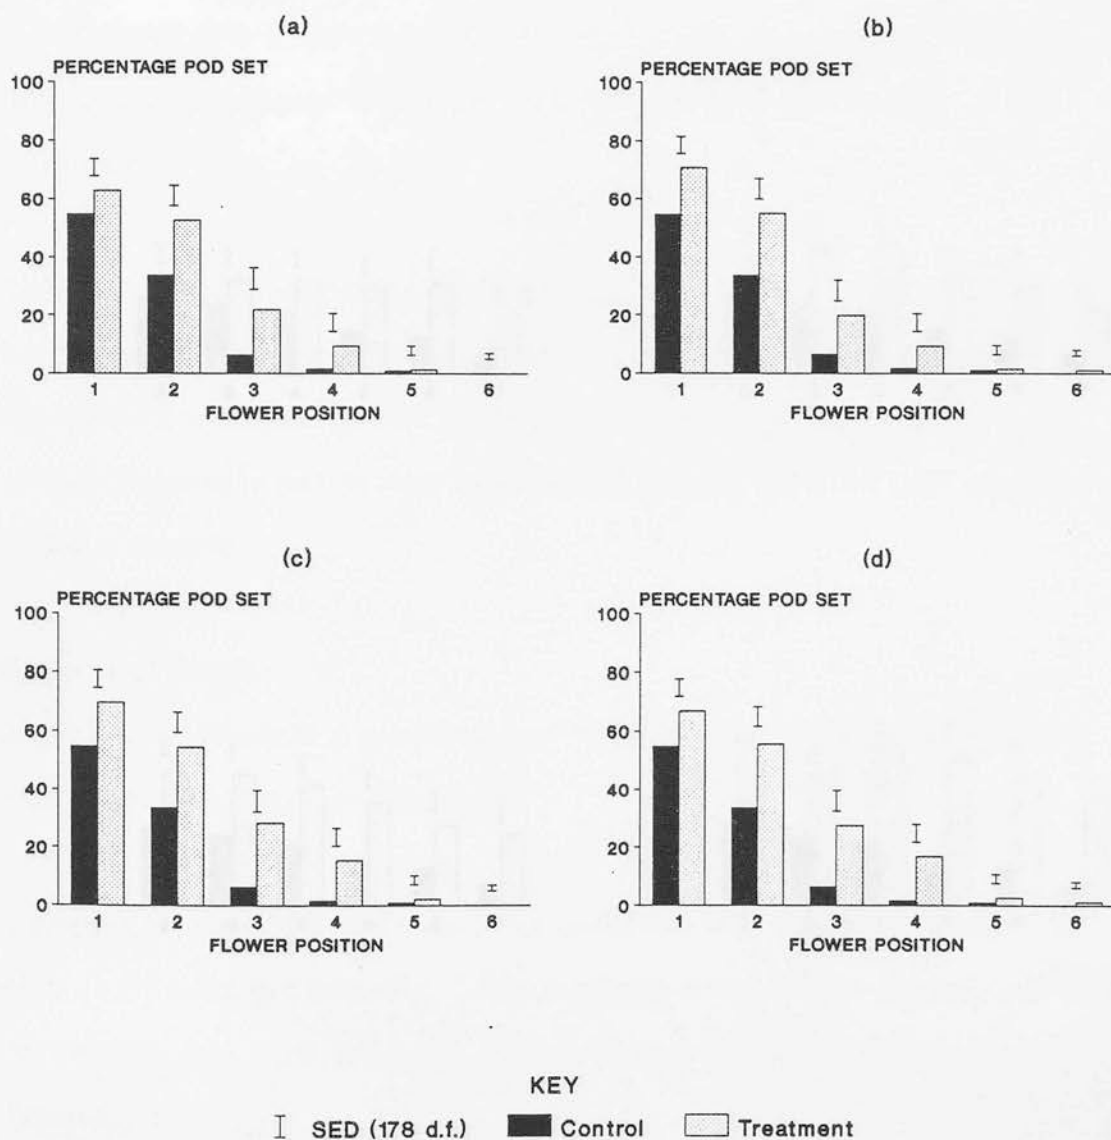 (a)
PERCENTAGE POD SET
100
80
60
40
20
0
1 2 3 4 5 6
FLOWER POSITION
(b)
PERCENTAGE POD SET
100
80
60
40
20
0
1 2 3 4 5 6
FLOWER POSITION
(c)
PERCENTAGE POD SET
100
80
60
40
20
0
1 2 3 4 5 6
FLOWER POSITION
(d)
PERCENTAGE POD SET
100
80
60
40
20
0
1 2 3 4 5 6
FLOWER POSITION
KEY
SED (178 d.f.) Control Treatment